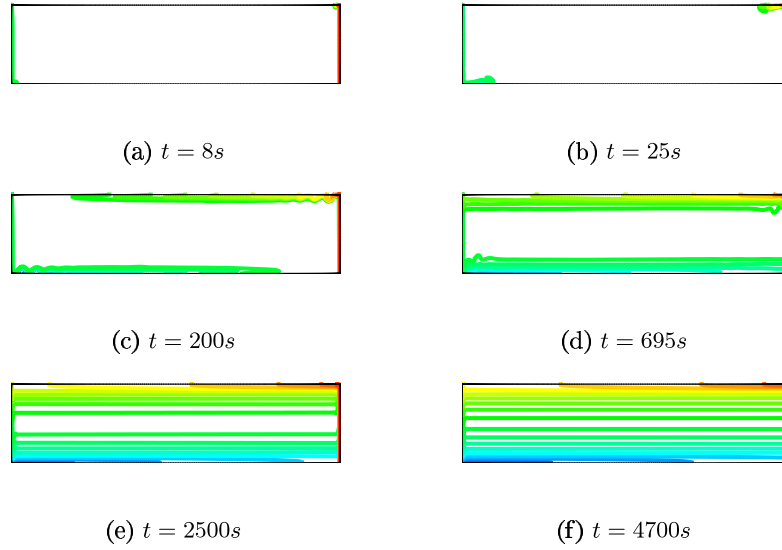 (a) t = 8s
(b) t = 25s
(c) t = 200s
(d) t = 695s
(e) t = 2500s
(f) t = 4700s